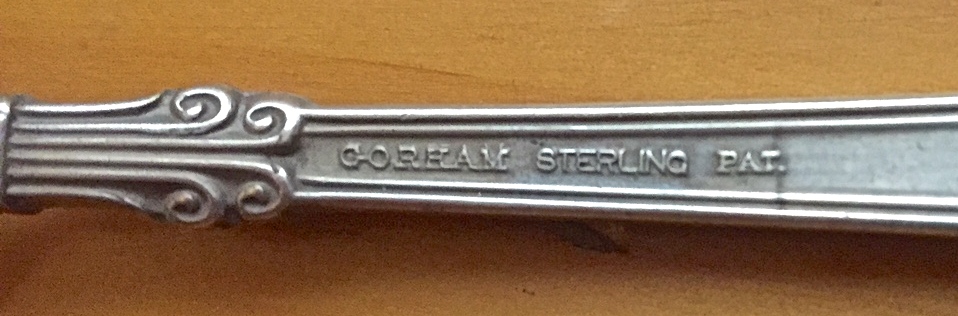 GORHAM STERLING PAT.